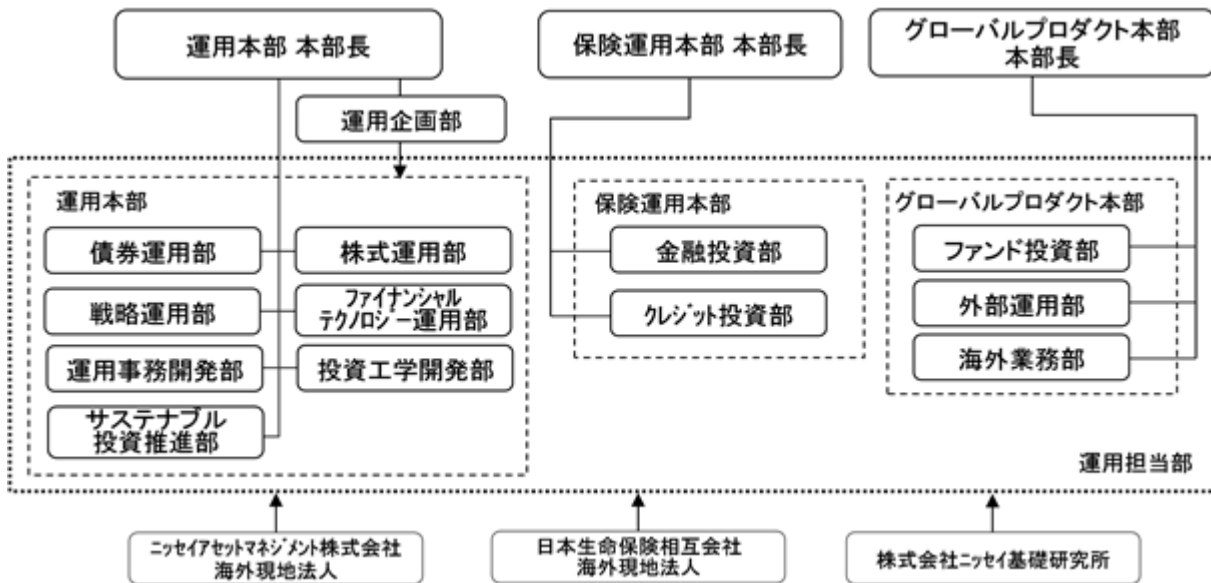 運用本部 本部長
保険運用本部 本部長
グローバルプロダクト本部
本部長
運用企画部
運用本部
債券運用部
株式運用部
戦略運用部
ファイナンシャル
テクノロジー運用部
運用事務開発部
投資工学開発部
サステナブル
投資推進部
保険運用本部
金融投資部
クレジット投資部
グローバルプロダクト本部
ファンド投資部
外部運用部
海外業務部
運用担当部
ニッセイアセットマネジメント株式会社
海外現地法人
日本生命保険相互会社
海外現地法人
株式会社ニッセイ基礎研究所